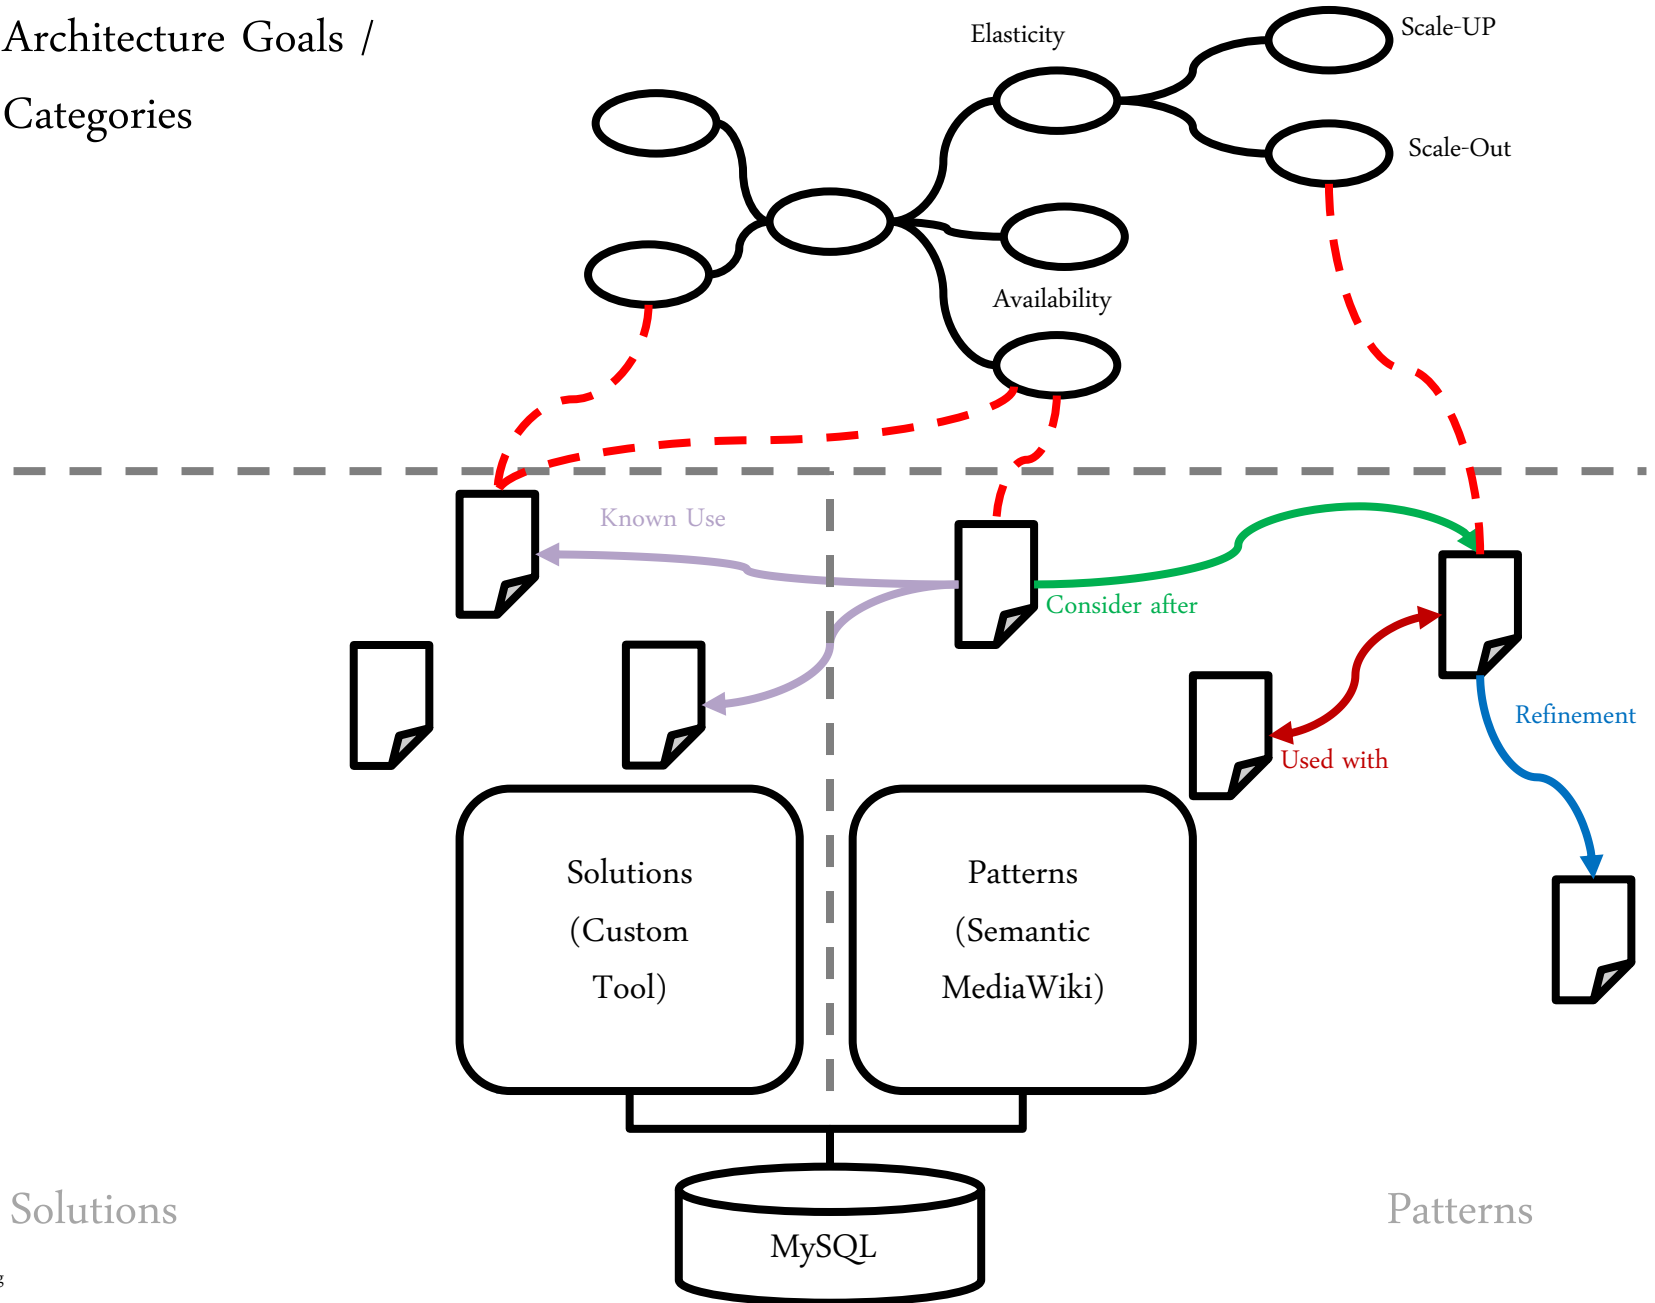 Architecture Goals /
Categories
Elasticity
Scale-UP
Scale-Out
Availability
Known Use
Consider after
Refinement
Used with
Solutions
(Custom
Tool)
Patterns
(Semantic
MediaWiki)
Solutions
Patterns
MySQL
g